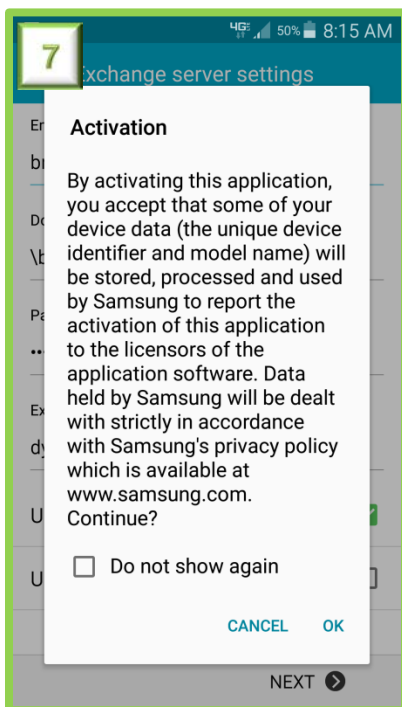 4G 50% 8:15 AM
7
Exchange server settings
Activation
By activating this application,
you accept that some of your
device data (the unique device
identifier and model name) will
be stored, processed and used
by Samsung to report the
activation of this application
to the licensors of the
application software. Data
held by Samsung will be dealt
with strictly in accordance
with Samsung's privacy policy
which is available at
www.samsung.com.
Continue?
Do not show again
CANCEL OK
NEXT